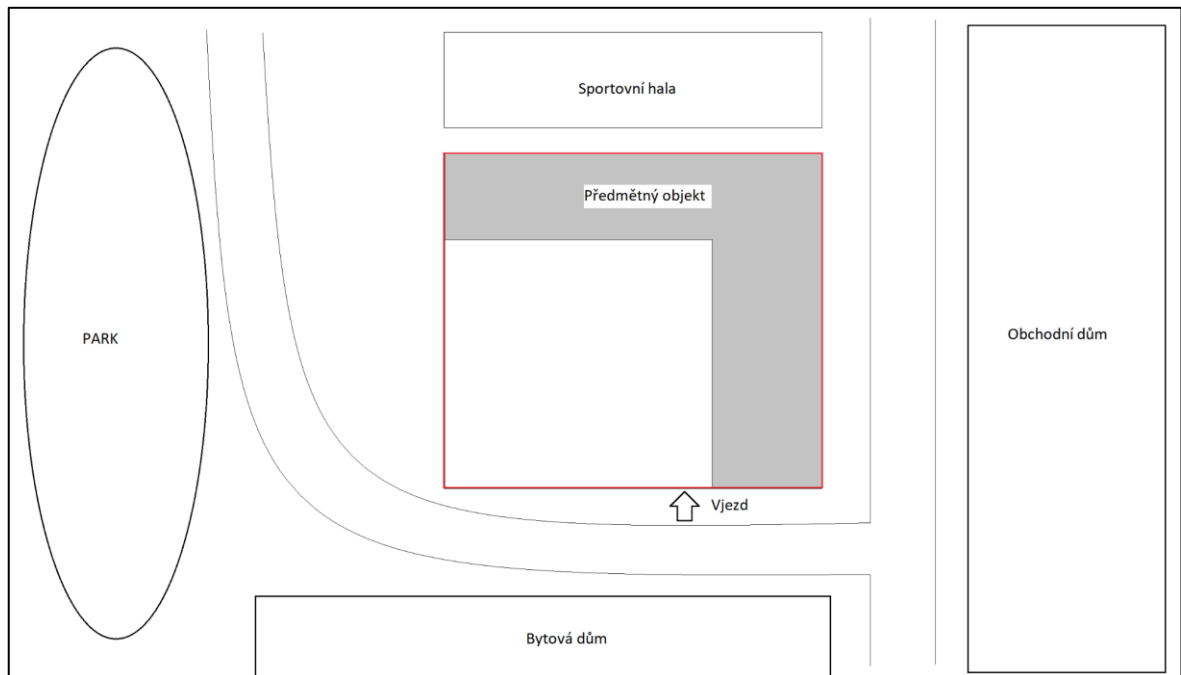 Sportovní hala
Předmětný objekt
PARK
Obchodní dům
Vjezd
Bytová dům